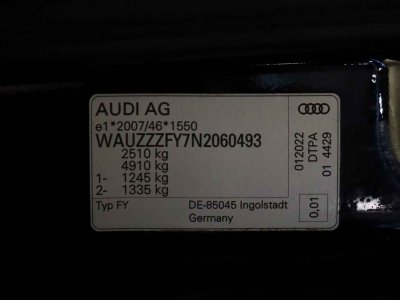 AUDI AG
e1*2007/46*1550
WAUZZZFY7N2060493
2510 kg
4910 kg
1- 1245 kg
2- 1335 kg
Typ FY
DE-85045 Ingolstadt
Germany
012022
DTPA
01 4429
0,01